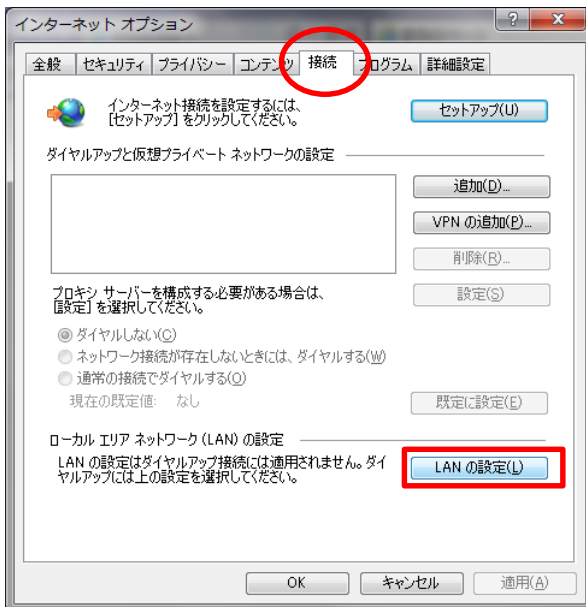 インターネット オプション
全般 セキュリティ プライバシー コンテンツ 接続 プログラム 詳細設定
インターネット接続を設定するには、
[セットアップ] をクリックしてください。
セットアップ(U)
ダイヤルアップと仮想プライベート ネットワークの設定
追加(D)...
VPN の追加(P)...
削除(R)...
プロキシ サーバーを構成する必要がある場合は、
[設定] を選択してください。
設定(S)
ダイヤルしない(C)
ネットワーク接続が存在しないときには、ダイヤルする(W)
通常の接続でダイヤルする(O)
現在の既定値: なし
既定に設定(E)
ローカル エリア ネットワーク (LAN) の設定
LAN の設定はダイヤルアップ接続には適用されません。ダイ
ヤルアップには上の設定を選択してください。
LAN の設定(L)
OK キャンセル 適用(A)